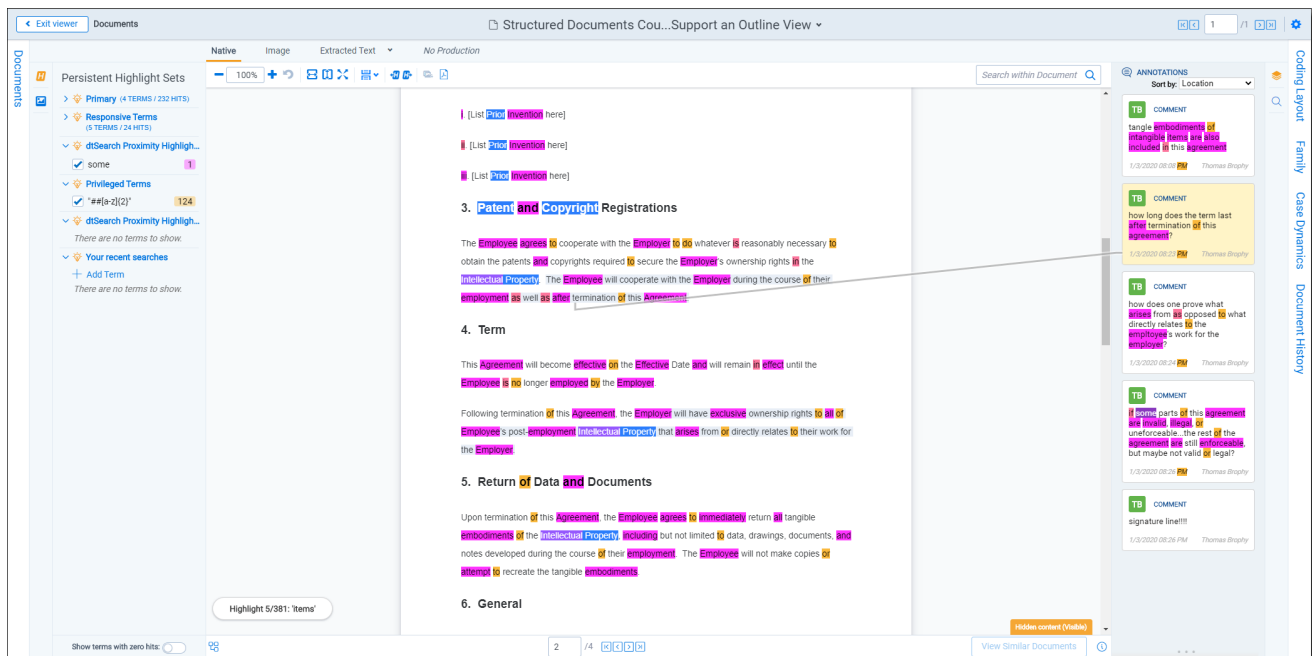 Exit viewer
Documents
Structured Documents Cou...Support an Outline View
1
/1
Documents
Native
Image
Extracted Text
No Production
Persistent Highlight Sets
Primary (4 TERMS / 232 HITS)
Responsive Terms
(5 TERMS / 24 HITS)
dtSearch Proximity Highligh...
some
1
Privileged Terms
"##[a-z]{2}"
124
dtSearch Proximity Highligh...
There are no terms to show.
Your recent searches
Add Term
There are no terms to show.
Show terms with zero hits:
100%
Search within Document
i. [List Prior Invention here]
ii. [List Prior Invention here]
iii. [List Prior Invention here]
3. Patent and Copyright Registrations
The Employee agrees to cooperate with the Employer to do whatever is reasonably necessary to
obtain the patents and copyrights required to secure the Employer's ownership rights in the
Intellectual Property. The Employee will cooperate with the Employer during the course of their
employment as well as after termination of this Agreement.
4. Term
This Agreement will become effective on the Effective Date and will remain in effect until the
Employee is no longer employed by the Employer.
Following termination of this Agreement, the Employer will have exclusive ownership rights to all of
Employee's post-employment Intellectual Property that arises from or directly relates to their work for
the Employer.
5. Return of Data and Documents
Upon termination of this Agreement, the Employee agrees to immediately return all tangible
embodiments of the Intellectual Property, including but not limited to data, drawings, documents, and
notes developed during the course of their employment. The Employee will not make copies or
attempt to recreate the tangible embodiments.
6. General
Highlight 5/381: 'items'
Hidden content (Visible)
2
/4
View Similar Documents
ANNOTATIONS
Sort by: Location
TB COMMENT
tangle embodiments of
intangible items are also
included in this agreement
1/3/2020 08:08 PM Thomas Brophy
TB COMMENT
how long does the term last
after termination of this
agreement?
1/3/2020 08:23 PM Thomas Brophy
TB COMMENT
how does one prove what
arises from as opposed to what
directly relates to the
empltoyee's work for the
employer?
1/3/2020 08:24 PM Thomas Brophy
TB COMMENT
If some parts of this agreement
are invalid, illegal, or
uneforceable...the rest of the
agreement are still enforceable,
but maybe not valid or legal?
1/3/2020 08:26 PM Thomas Brophy
TB COMMENT
signature line!!!!
1/3/2020 08:26 PM Thomas Brophy
Coding Layout
Family
Case Dynamics
Document History